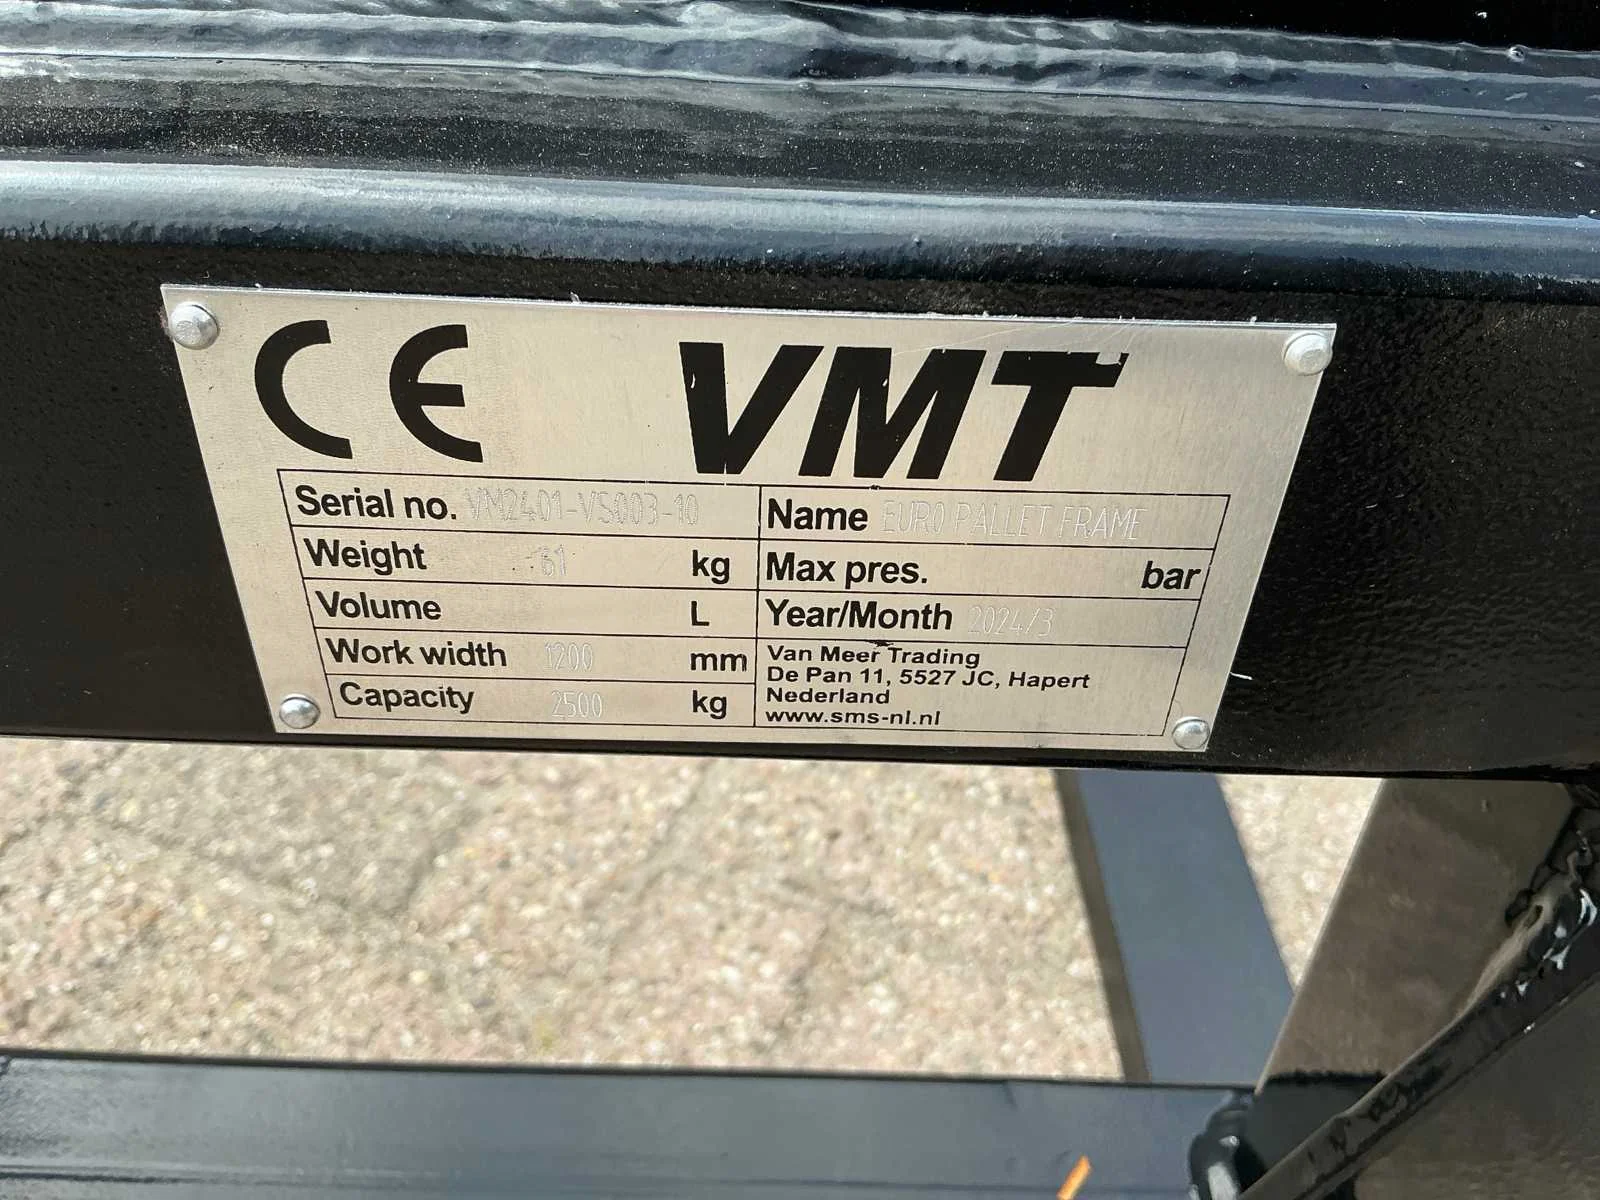 CE VMT
Serial no. VM2401-VS003-10
Name EURO PALLET FRAME
Weight 61 kg
Max pres. bar
Volume L
Year/Month 2024/3
Work width 1200 mm
Capacity 2500 kg
Van Meer Trading
De Pan 11, 5527 JC, Hapert
Nederland
www.sms-nl.nl